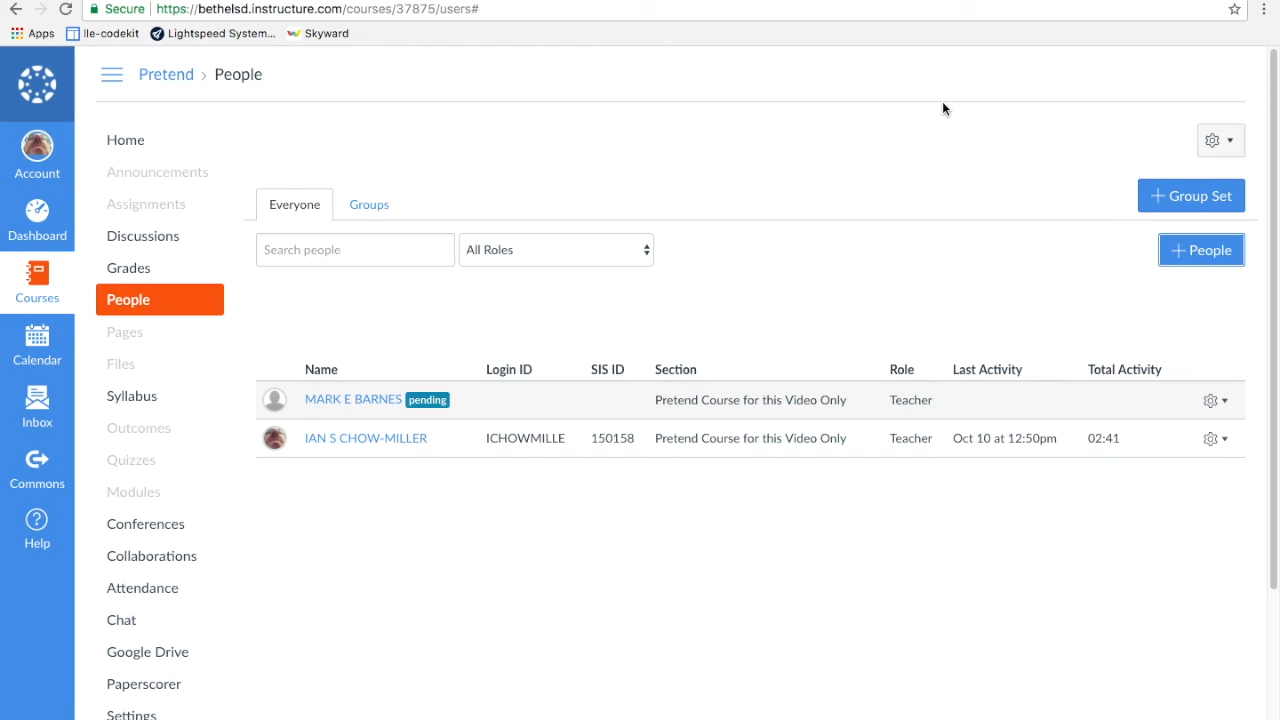 Secure https://bethelsd.instructure.com/courses/37875/users#
Apps lle-codekit Lightspeed System... Skyward
Pretend > People
Account
Dashboard
Courses
Calendar
Inbox
Commons
Help
Home
Announcements
Assignments
Discussions
Grades
People
Pages
Files
Syllabus
Outcomes
Quizzes
Modules
Conferences
Collaborations
Attendance
Chat
Google Drive
Paperscorer
Settings
Everyone Groups
+ Group Set
Search people All Roles
+ People
Name Login ID SIS ID Section Role Last Activity Total Activity
MARK E BARNES pending Pretend Course for this Video Only Teacher
IAN S CHOW-MILLER ICHOWMILLE 150158 Pretend Course for this Video Only Teacher Oct 10 at 12:50pm 02:41